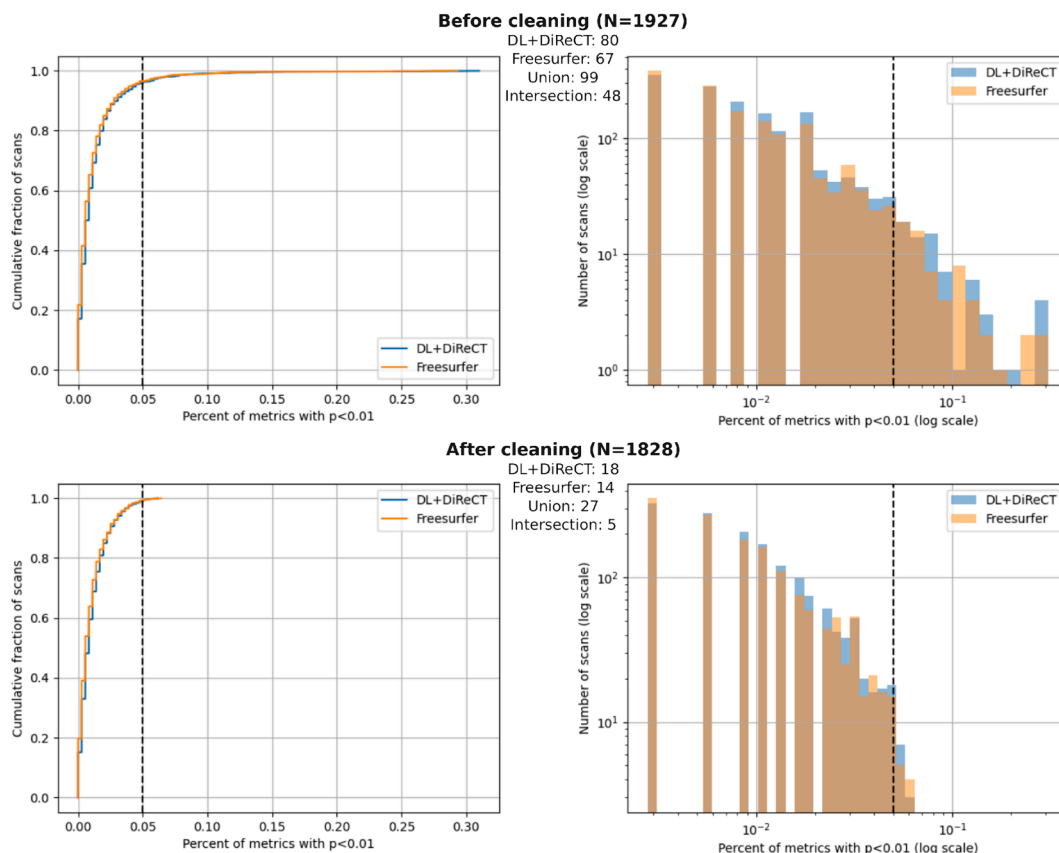 Before cleaning (N=1927)
DL+DiReCT: 80
Freesurfer: 67
Union: 99
Intersection: 48
1.0
0.8
0.6
0.4
0.2
0.0
Cumulative fraction of scans
DL+DiReCT
Freesurfer
0.00 0.05 0.10 0.15 0.20 0.25 0.30
Percent of metrics with p<0.01
DL+DiReCT
Freesurfer
10²
10¹
10⁰
Number of scans (log scale)
10⁻² 10⁻¹
Percent of metrics with p<0.01 (log scale)
After cleaning (N=1828)
DL+DiReCT: 18
Freesurfer: 14
Union: 27
Intersection: 5
1.0
0.8
0.6
0.4
0.2
0.0
Cumulative fraction of scans
DL+DiReCT
Freesurfer
0.00 0.05 0.10 0.15 0.20 0.25 0.30
Percent of metrics with p<0.01
DL+DiReCT
Freesurfer
10²
10¹
Number of scans (log scale)
10⁻² 10⁻¹
Percent of metrics with p<0.01 (log scale)